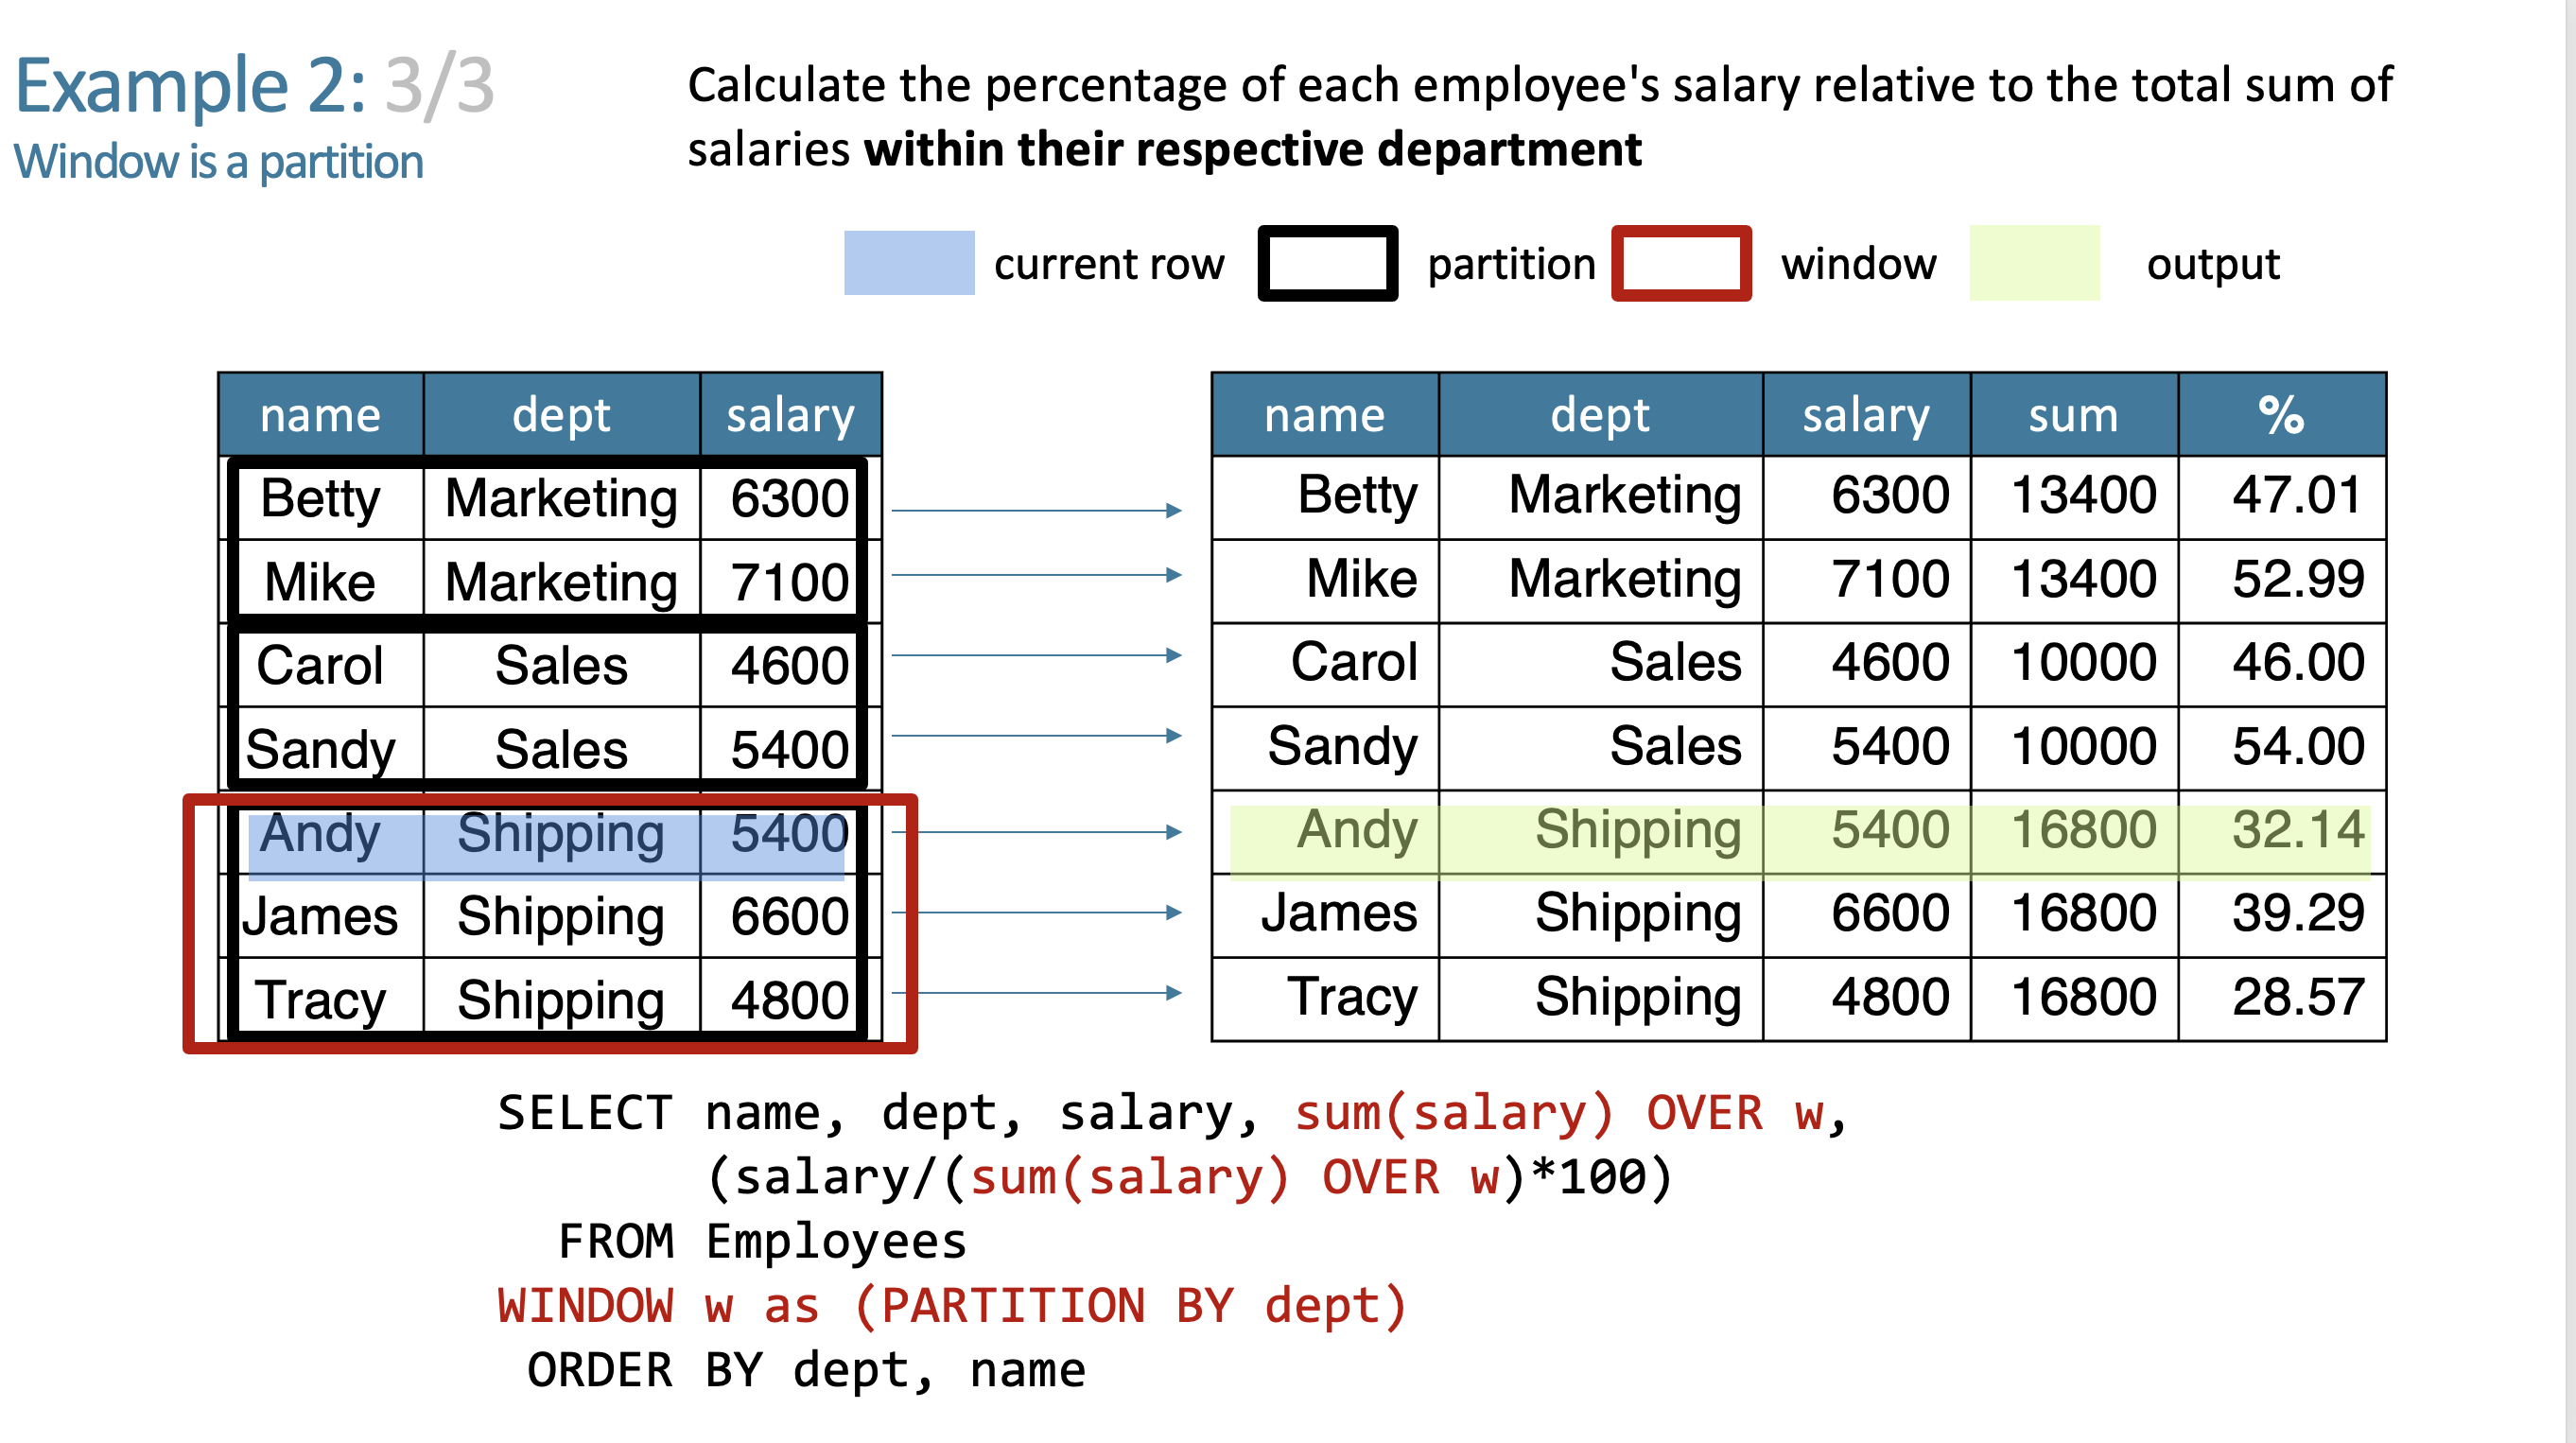 Example 2: 3/3
Window is a partition
Calculate the percentage of each employee's salary relative to the total sum of
salaries within their respective department
current row partition window output
name dept salary
Betty Marketing 6300
Mike Marketing 7100
Carol Sales 4600
Sandy Sales 5400
Andy Shipping 5400
James Shipping 6600
Tracy Shipping 4800
name dept salary sum %
Betty Marketing 6300 13400 47.01
Mike Marketing 7100 13400 52.99
Carol Sales 4600 10000 46.00
Sandy Sales 5400 10000 54.00
Andy Shipping 5400 16800 32.14
James Shipping 6600 16800 39.29
Tracy Shipping 4800 16800 28.57
SELECT name, dept, salary, sum(salary) OVER w,
(salary/(sum(salary) OVER w)*100)
FROM Employees
WINDOW w as (PARTITION BY dept)
ORDER BY dept, name